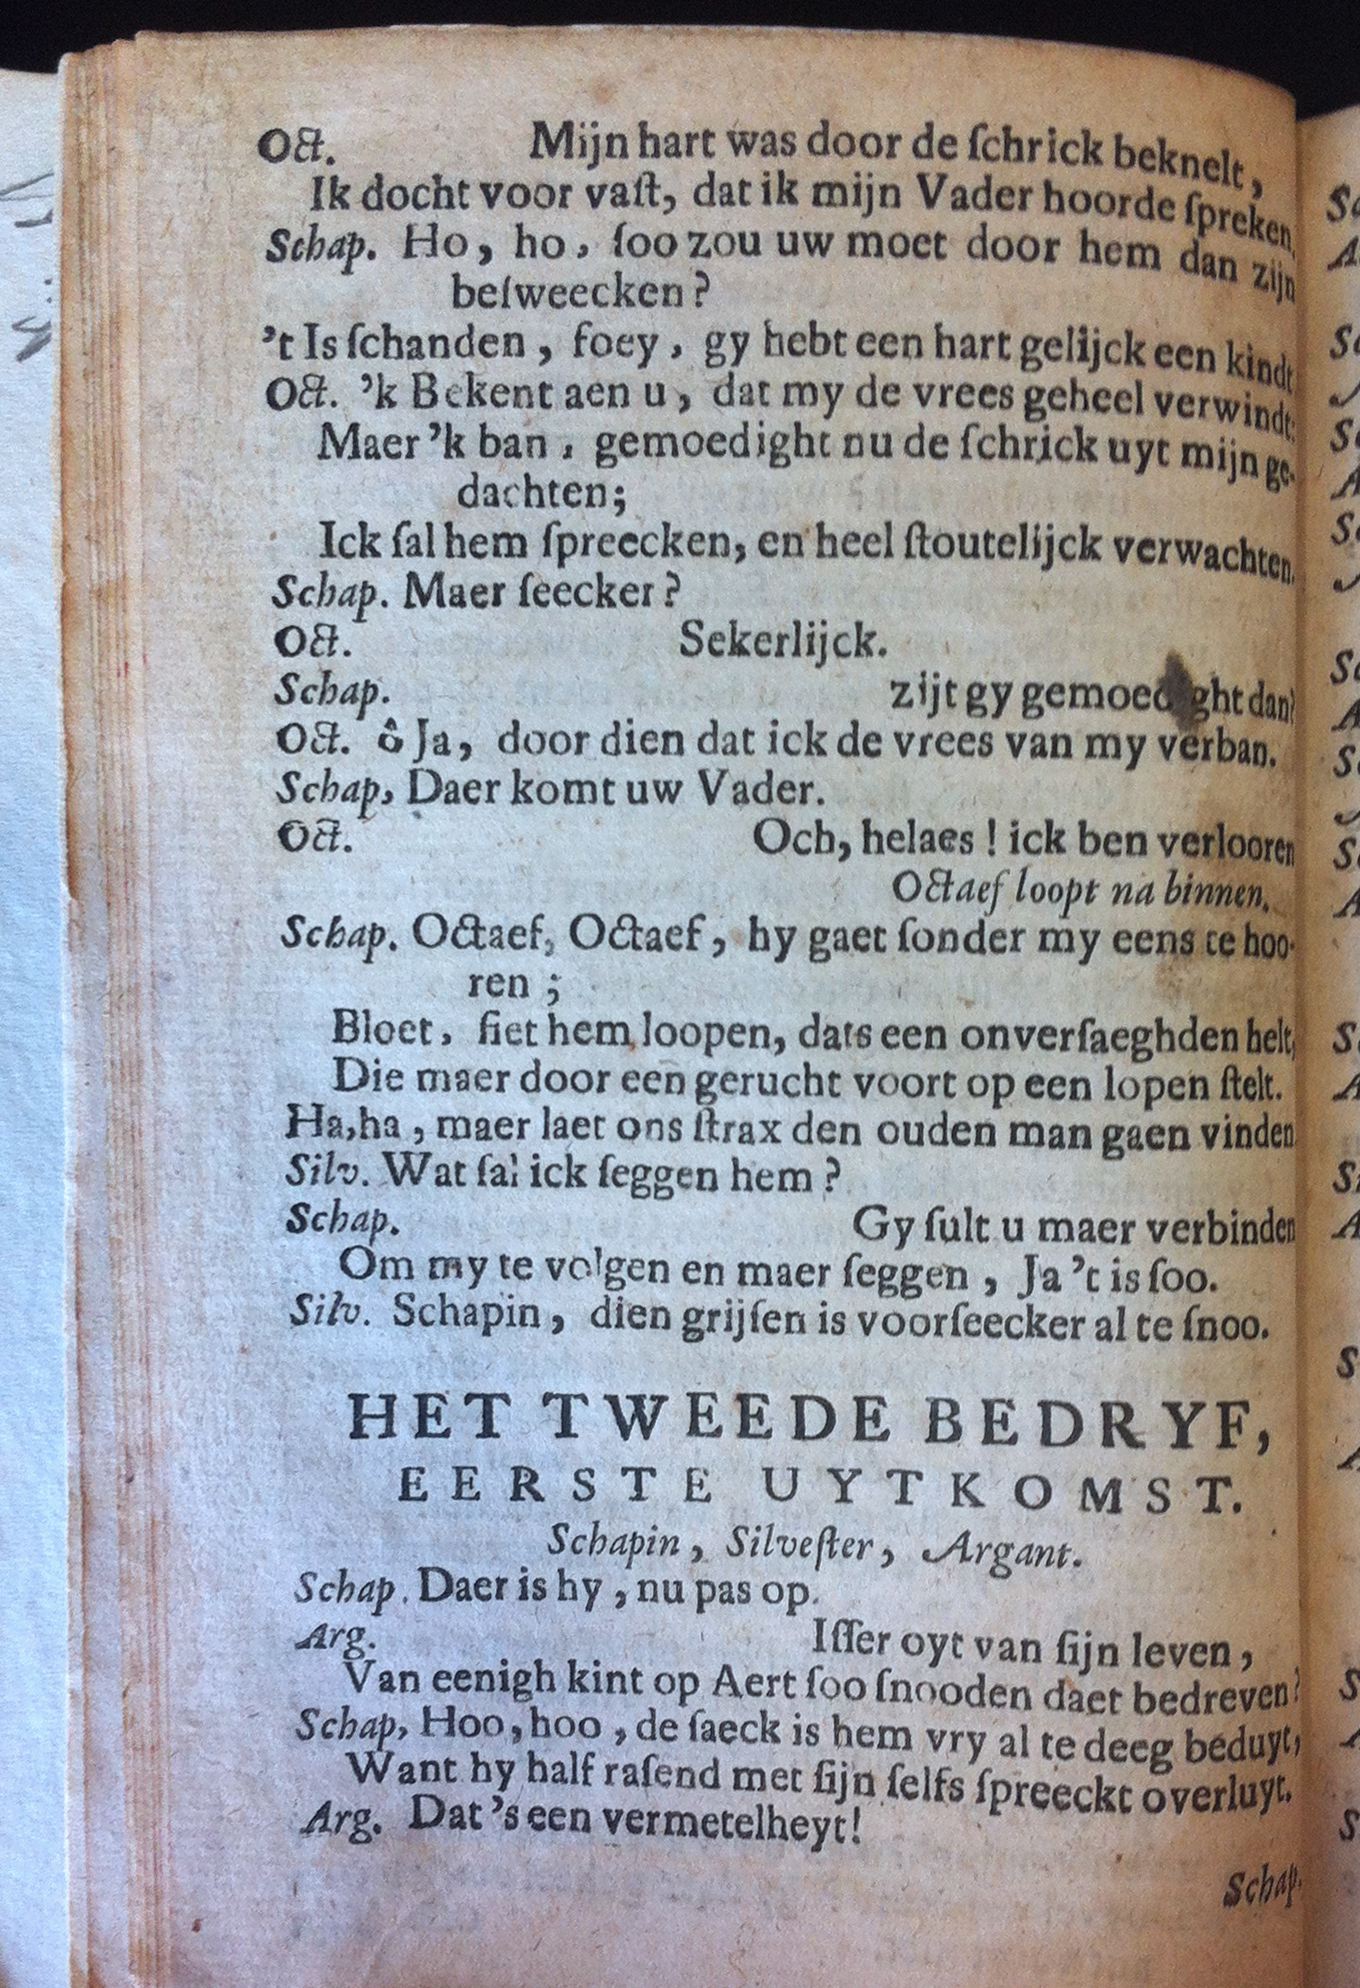 Oct. Mijn hart was door de ſchrick beknelt,
Ik docht voor vaſt, dat ik mijn Vader hoorde ſpreken.
Schap. Ho, ho, ſoo zou uw moet door hem dan zijn
beſweecken?
't Is ſchanden, foey, gy hebt een hart gelijck een kindt
Oct. 'k Bekent aen u, dat my de vrees geheel verwindt:
Maer 'k ban, gemoedight nu de ſchrick uyt mijn ge-
dachten;
Ick ſal hem ſpreecken, en heel ſtoutelijck verwachten.
Schap. Maer ſeecker?
Oct. Sekerlijck.
Schap. zijt gy gemoedight dan?
Oct. ô Ja, door dien dat ick de vrees van my verban.
Schap, Daer komt uw Vader.
Oct. Och, helaes! ick ben verlooren
Octaef loopt na binnen.
Schap. Octaef, Octaef, hy gaet ſonder my eens te hoo-
ren;
Bloet, ſiet hem loopen, dats een onverſaeghden helt,
Die maer door een gerucht voort op een lopen ſtelt.
Ha, ha, maer laet ons ſtrax den ouden man gaen vinden
Silv. Wat ſal ick ſeggen hem?
Schap. Gy ſult u maer verbinden
Om my te volgen en maer ſeggen, Ja 't is ſoo.
Silv. Schapin, dien grijſen is voorſeecker al te ſnoo.
HET TWEEDE BEDRYF,
EERSTE UYTKOMST.
Schapin, Silveſter, Argant.
Schap. Daer is hy, nu pas op.
Arg. Iſſer oyt van ſijn leven,
Van eenigh kint op Aert ſoo ſnooden daet bedreven?
Schap, Hoo, hoo, de ſaeck is hem vry al te deeg beduyt,
Want hy half raſend met ſijn ſelfs ſpreeckt overluyt.
Arg. Dat 's een vermetelheyt!
Schap.